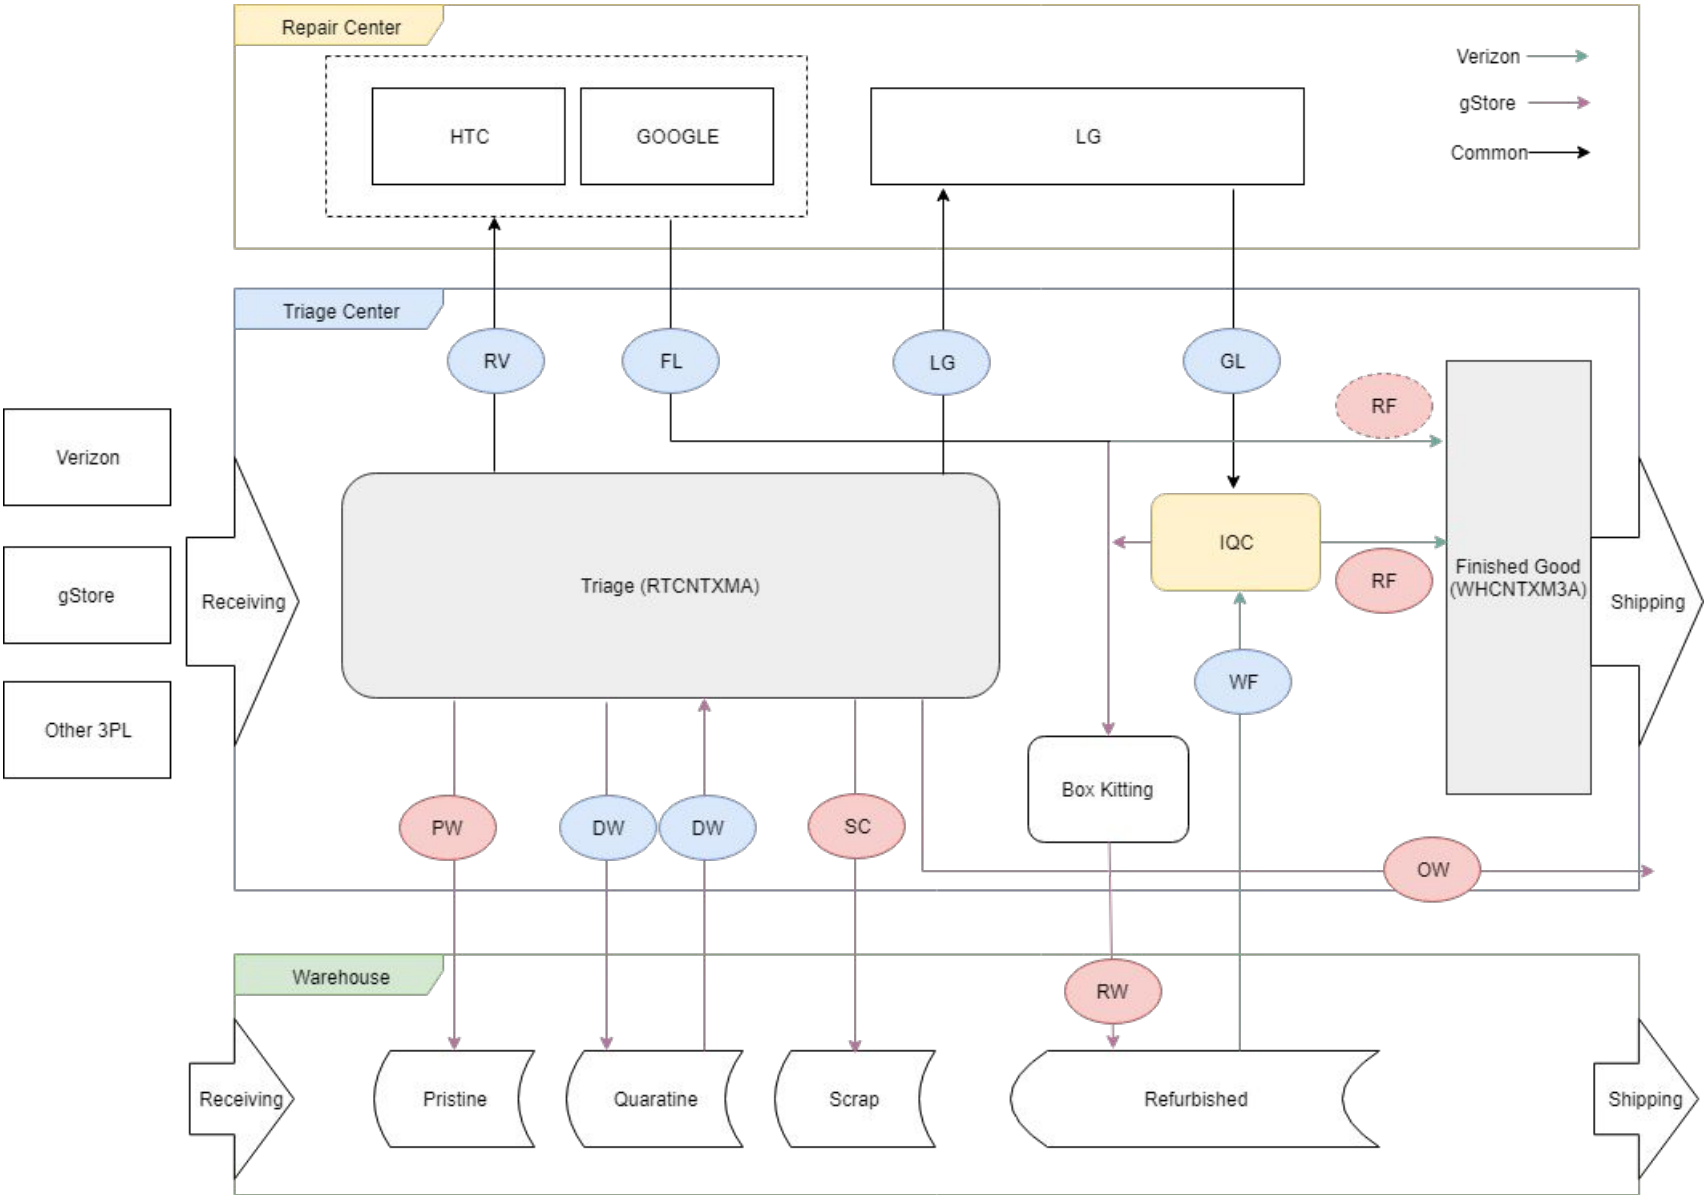 Repair Center
Verizon
gStore
Common
HTC
GOOGLE
LG
Triage Center
RV
FL
LG
GL
RF
Verizon
gStore
Other 3PL
Receiving
Triage (RTCNTXMA)
IQC
RF
Finished Good
(WHCNTXM3A)
Shipping
WF
Box Kitting
PW
DW
DW
SC
OW
Warehouse
RW
Receiving
Pristine
Quaratine
Scrap
Refurbished
Shipping